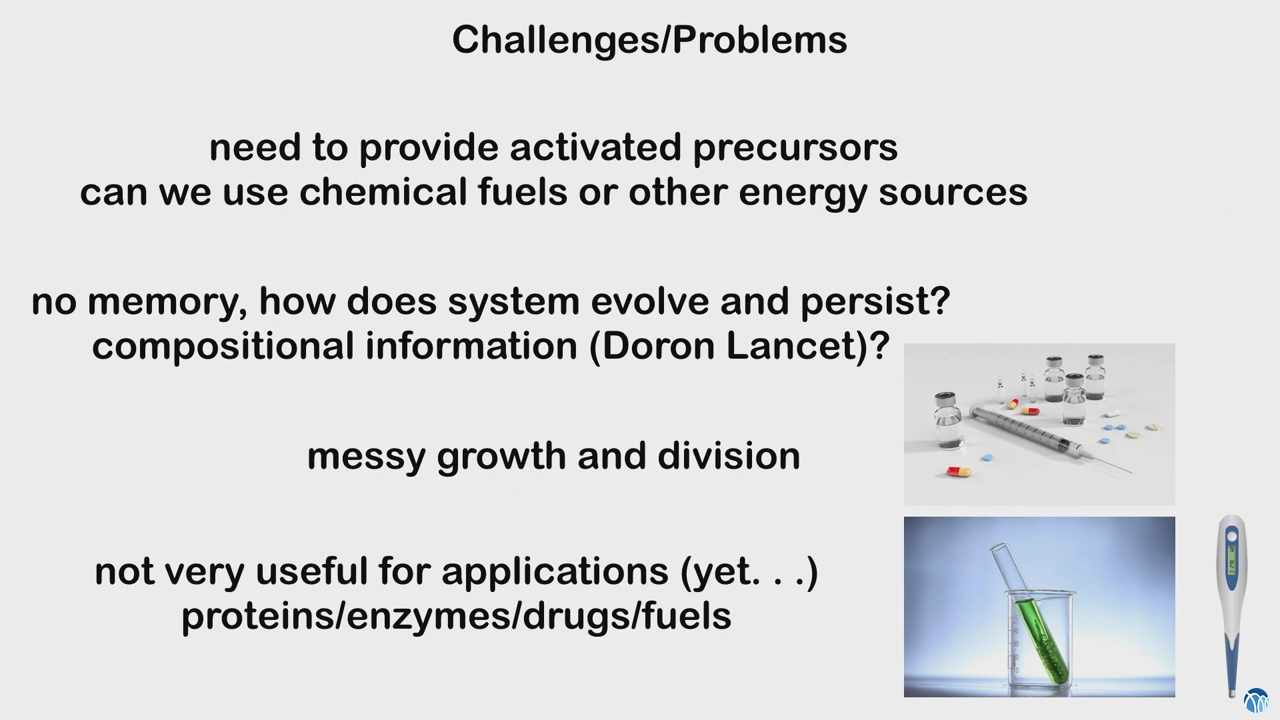 Challenges/Problems
need to provide activated precursors
can we use chemical fuels or other energy sources
no memory, how does system evolve and persist?
compositional information (Doron Lancet)?
messy growth and division
not very useful for applications (yet. . .)
proteins/enzymes/drugs/fuels